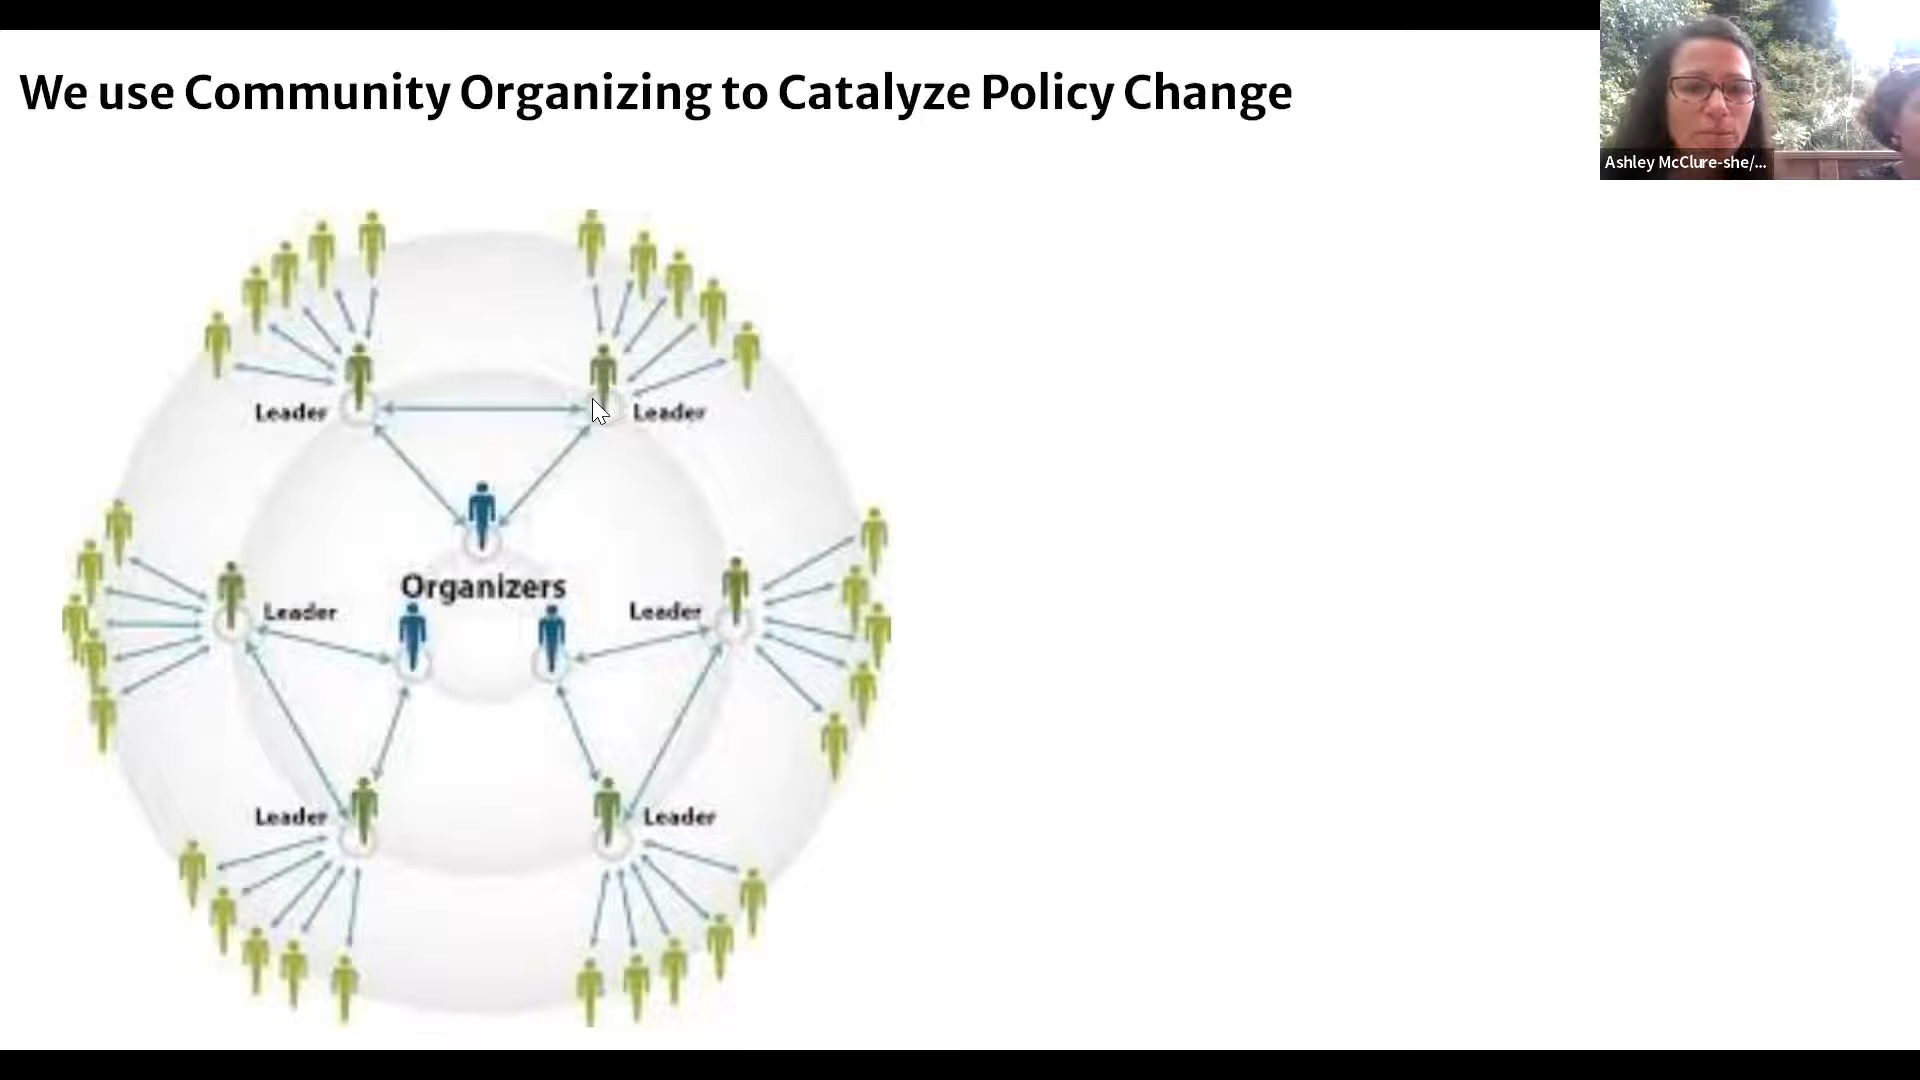 We use Community Organizing to Catalyze Policy Change
Ashley McClure-she/...
Leader
Leader
Organizers
Leader
Leader
Leader
Leader